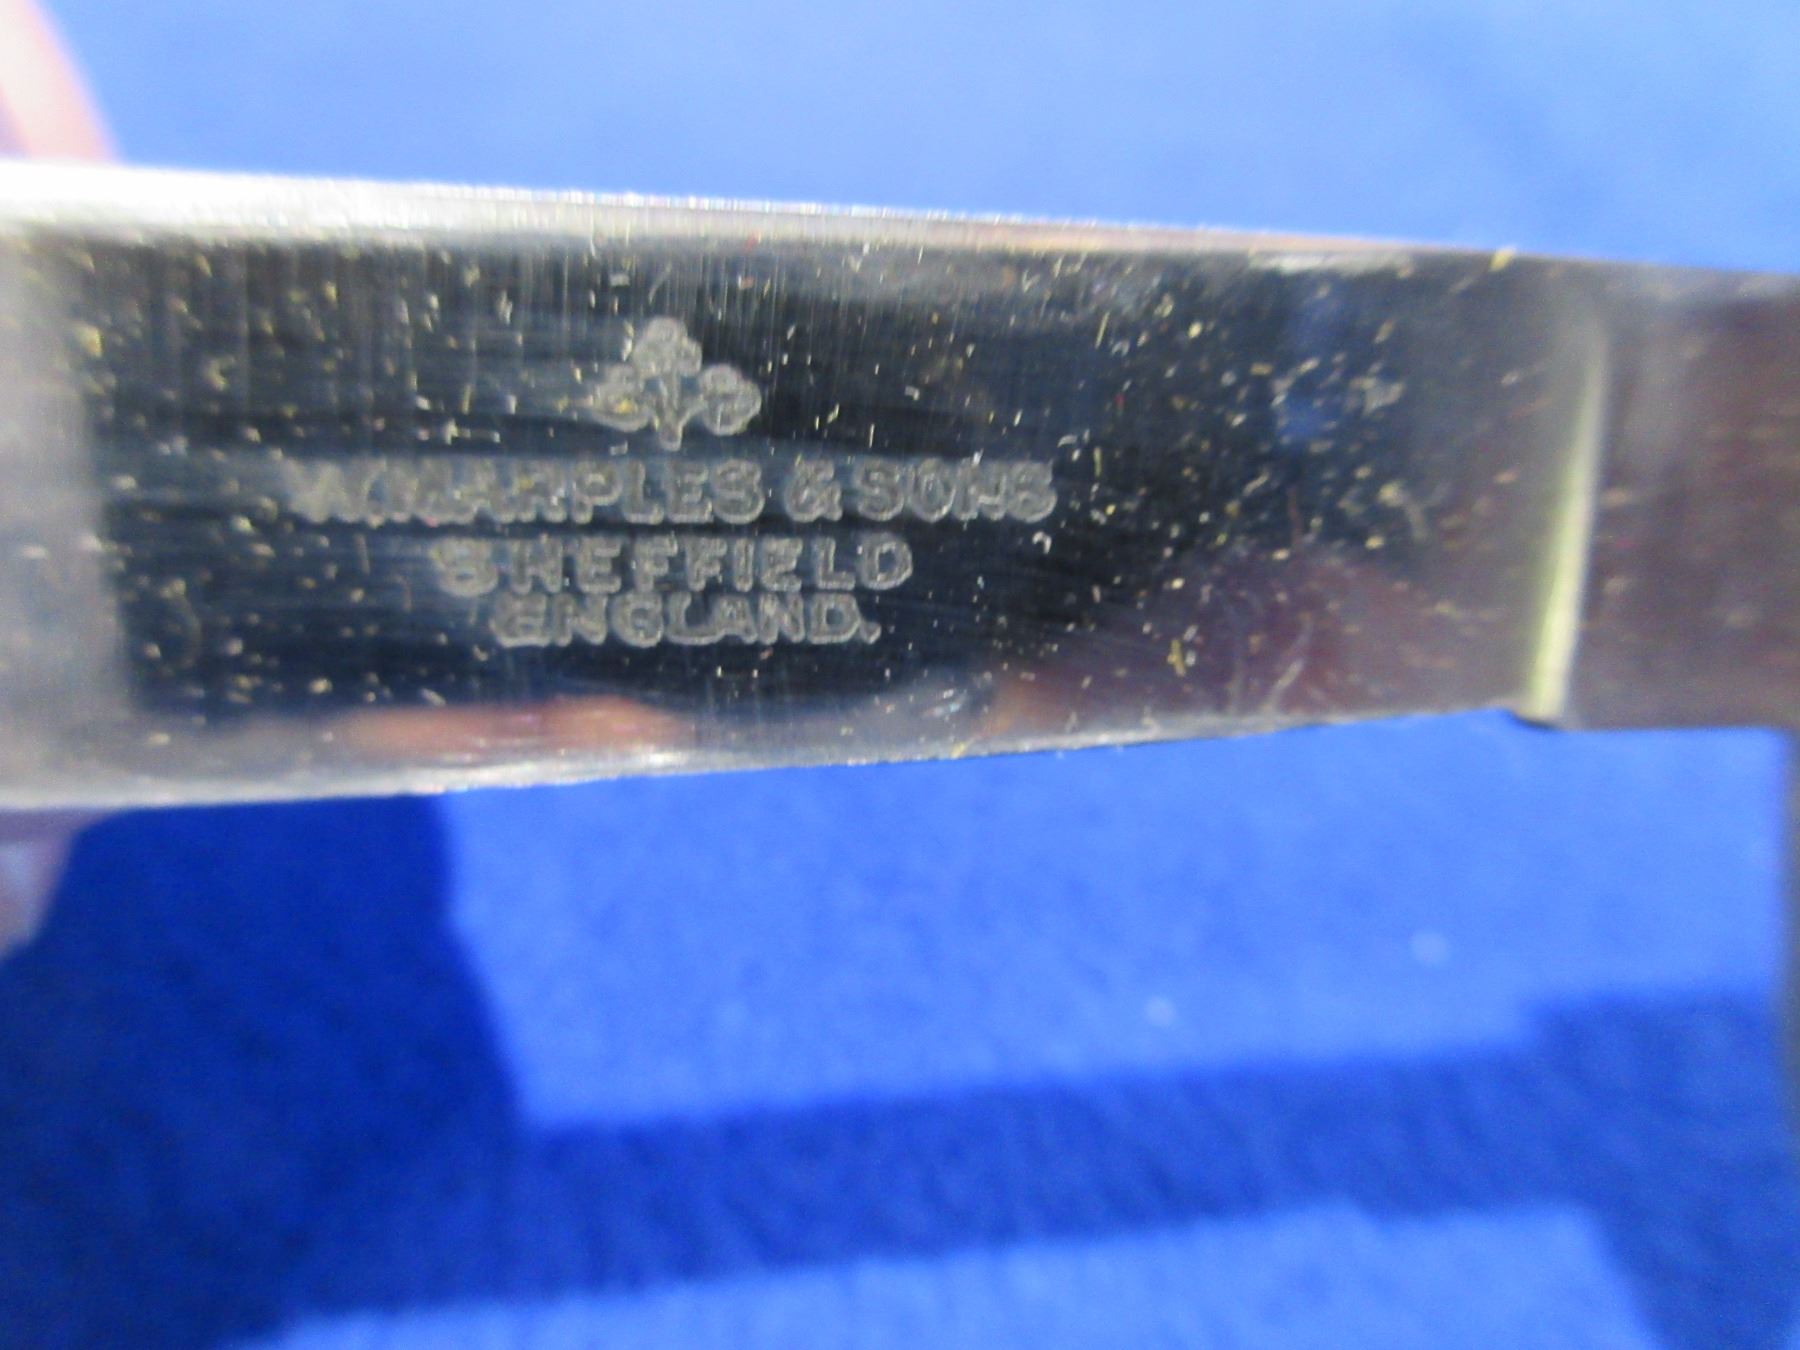 W. MARPLES & SONS
SHEFFIELD
ENGLAND.